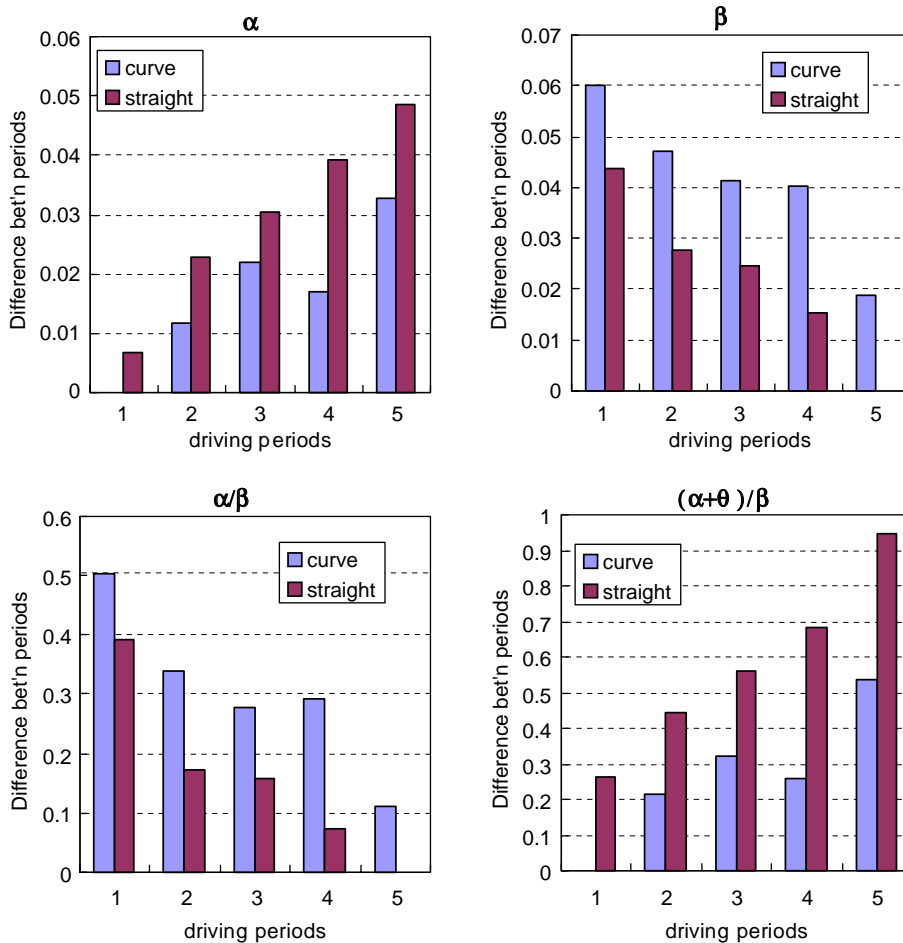 α
0.06
0.05
0.04
0.03
0.02
0.01
0
Difference bet'n periods
curve
straight
1 2 3 4 5
driving periods
β
0.07
0.06
0.05
0.04
0.03
0.02
0.01
0
Difference bet'n periods
curve
straight
1 2 3 4 5
driving periods
α/β
0.6
0.5
0.4
0.3
0.2
0.1
0
Difference bet'n periods
curve
straight
1 2 3 4 5
driving periods
(α+θ)/β
1
0.9
0.8
0.7
0.6
0.5
0.4
0.3
0.2
0.1
0
Difference bet'n periods
curve
straight
1 2 3 4 5
driving periods